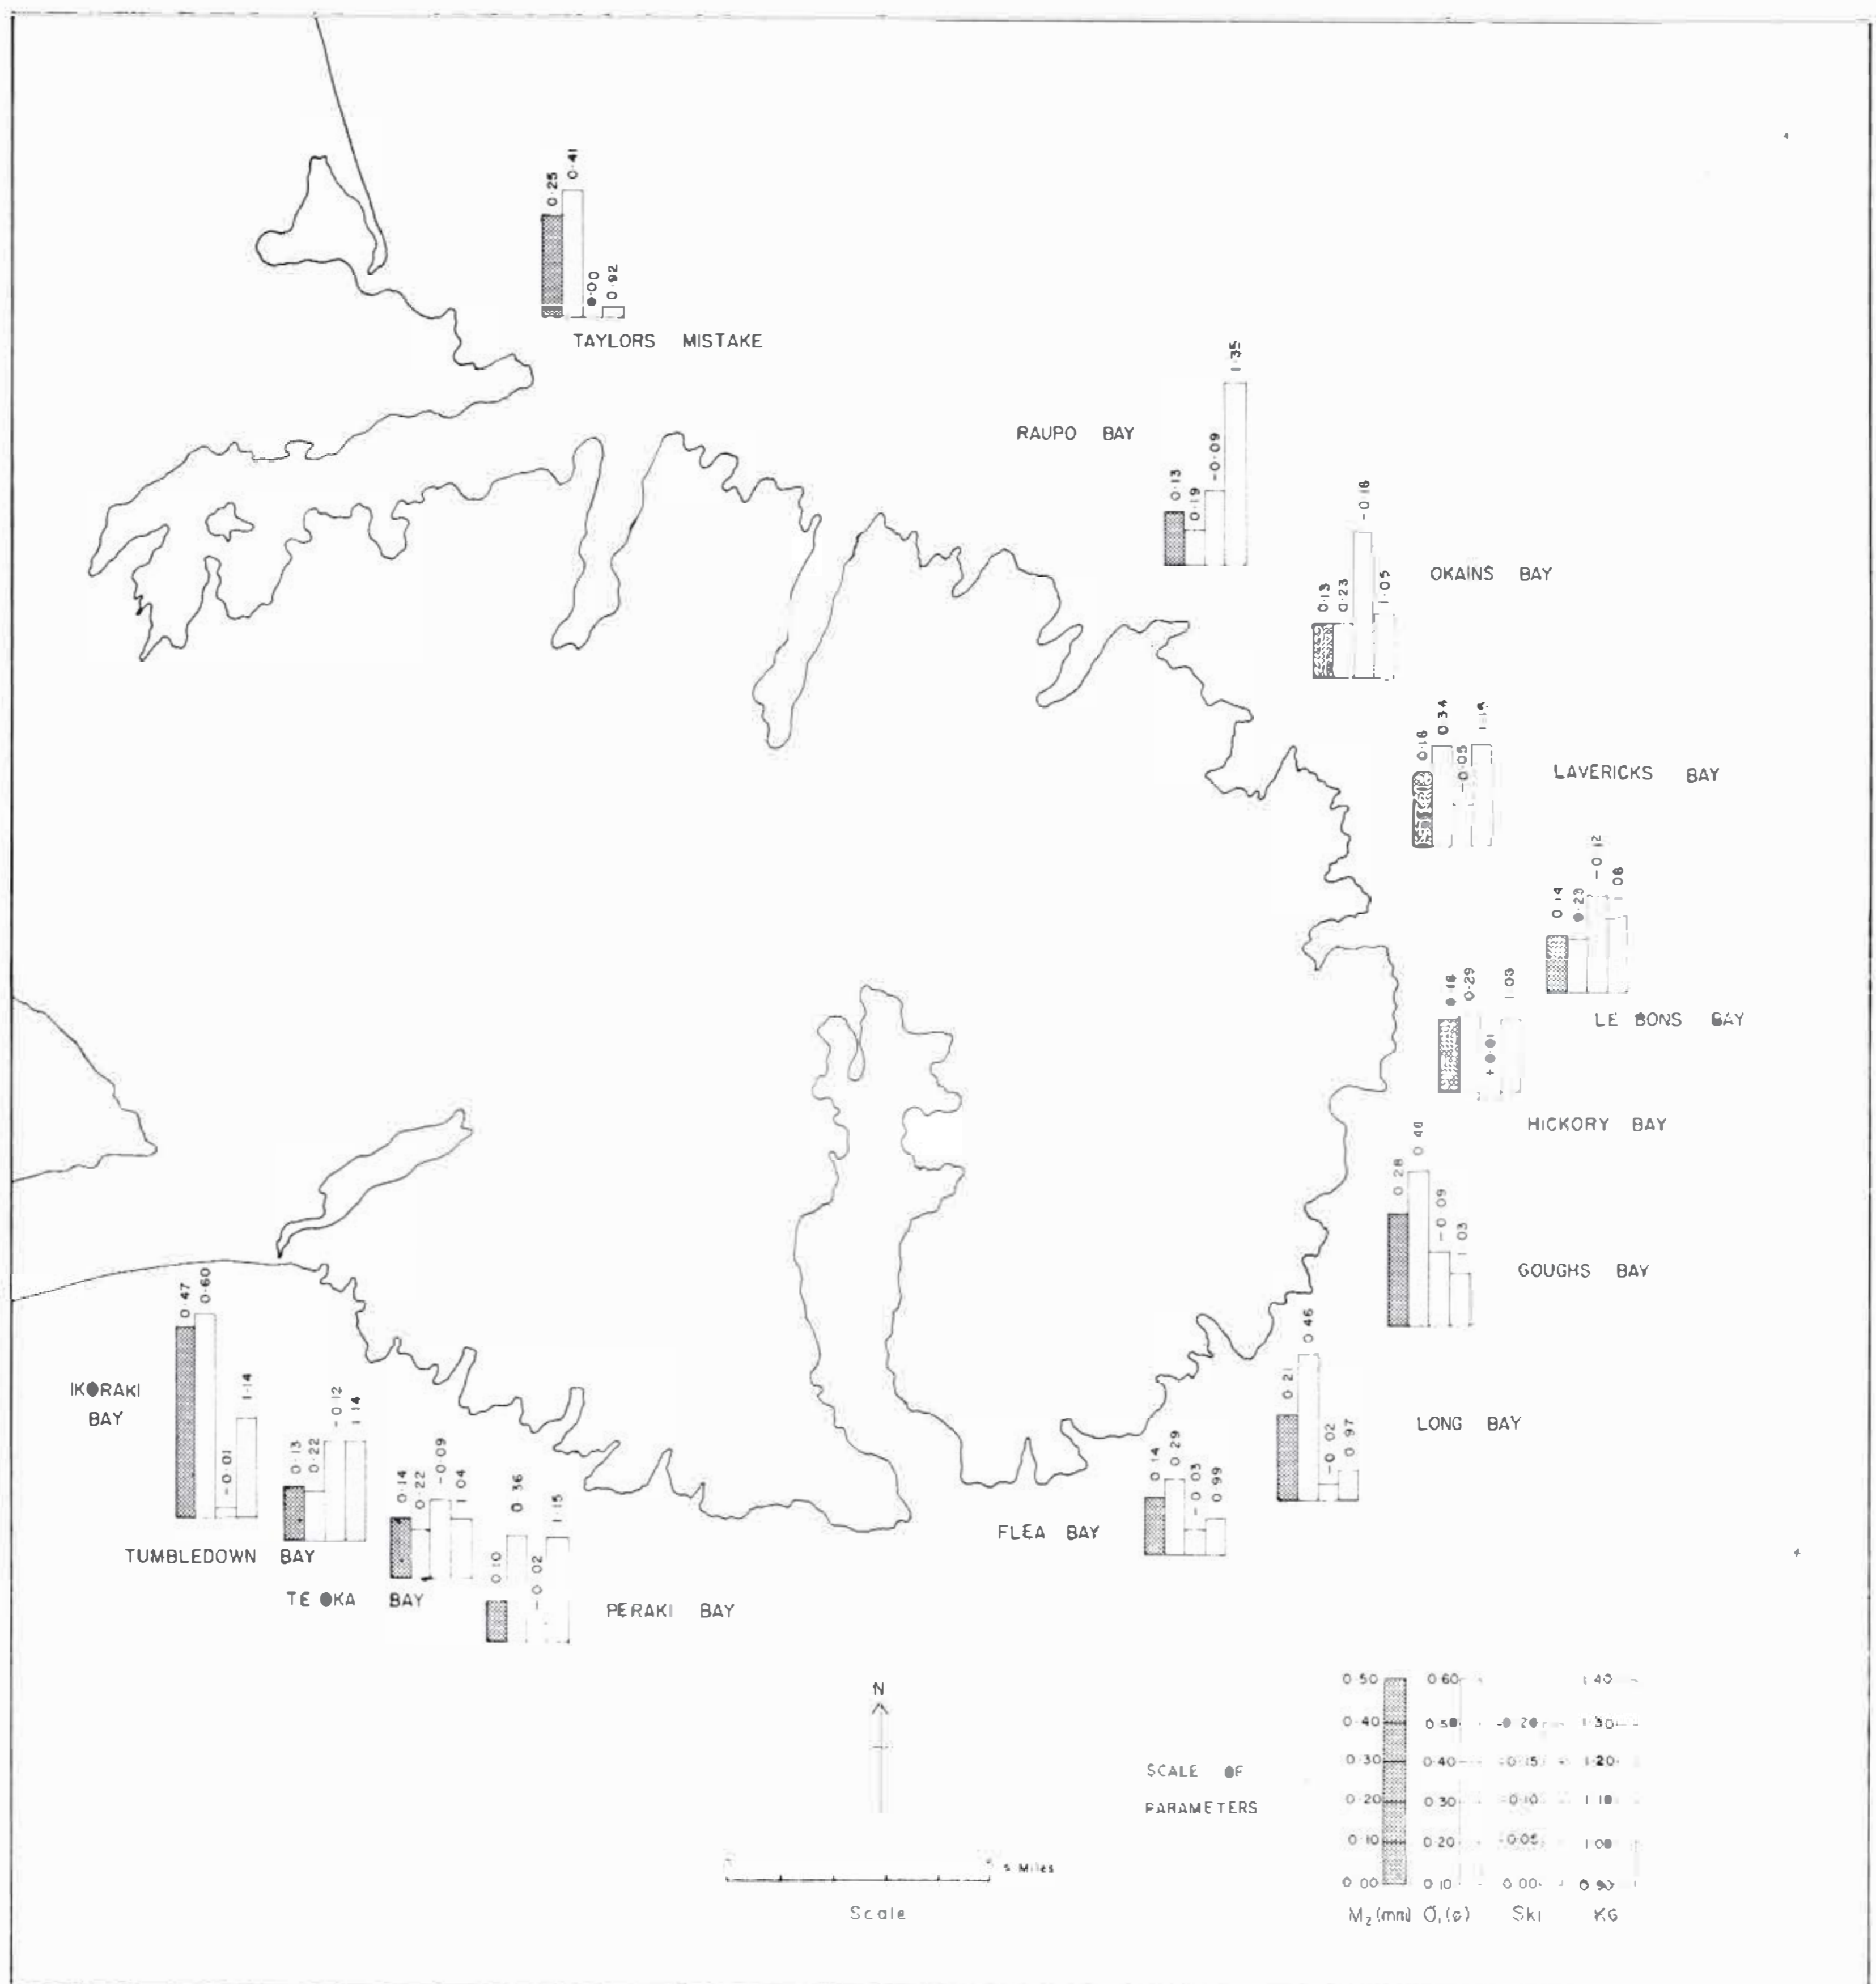 0.25 0.41 0.00 0.92
TAYLORS MISTAKE
RAUPO BAY
0.13 0.19 -0.09 1.35
0.13 0.23 -0.18 1.05
OKAINS BAY
0.18 0.34 -0.05
LAVERICKS BAY
0.14 0.23 -0.12 1.08
LE BONS BAY
0.18 0.29 +0.01 1.03
HICKORY BAY
0.28 0.48 -0.09 1.03
GOUGHS BAY
0.21 0.46 -0.02 0.97
LONG BAY
0.14 0.29 -0.03 0.99
FLEA BAY
IKORAKI
BAY
0.47 0.60 -0.01 1.14
0.13 0.22 -0.12 1.14
TUMBLEDOWN BAY
0.14 0.22 -0.09 1.04
TE OKA BAY
0.10 0.36 -0.02 1.15
PERAKI BAY
N
5 Miles
Scale
SCALE OF
PARAMETERS
0.50 0.60 1.40
0.40 0.50 -0.20 1.30
0.30 0.40 -0.15 1.20
0.20 0.30 -0.10 1.10
0.10 0.20 -0.05 1.00
0.00 0.10 0.00 0.90
Mz (mm) σ1 (φ) Ski KG